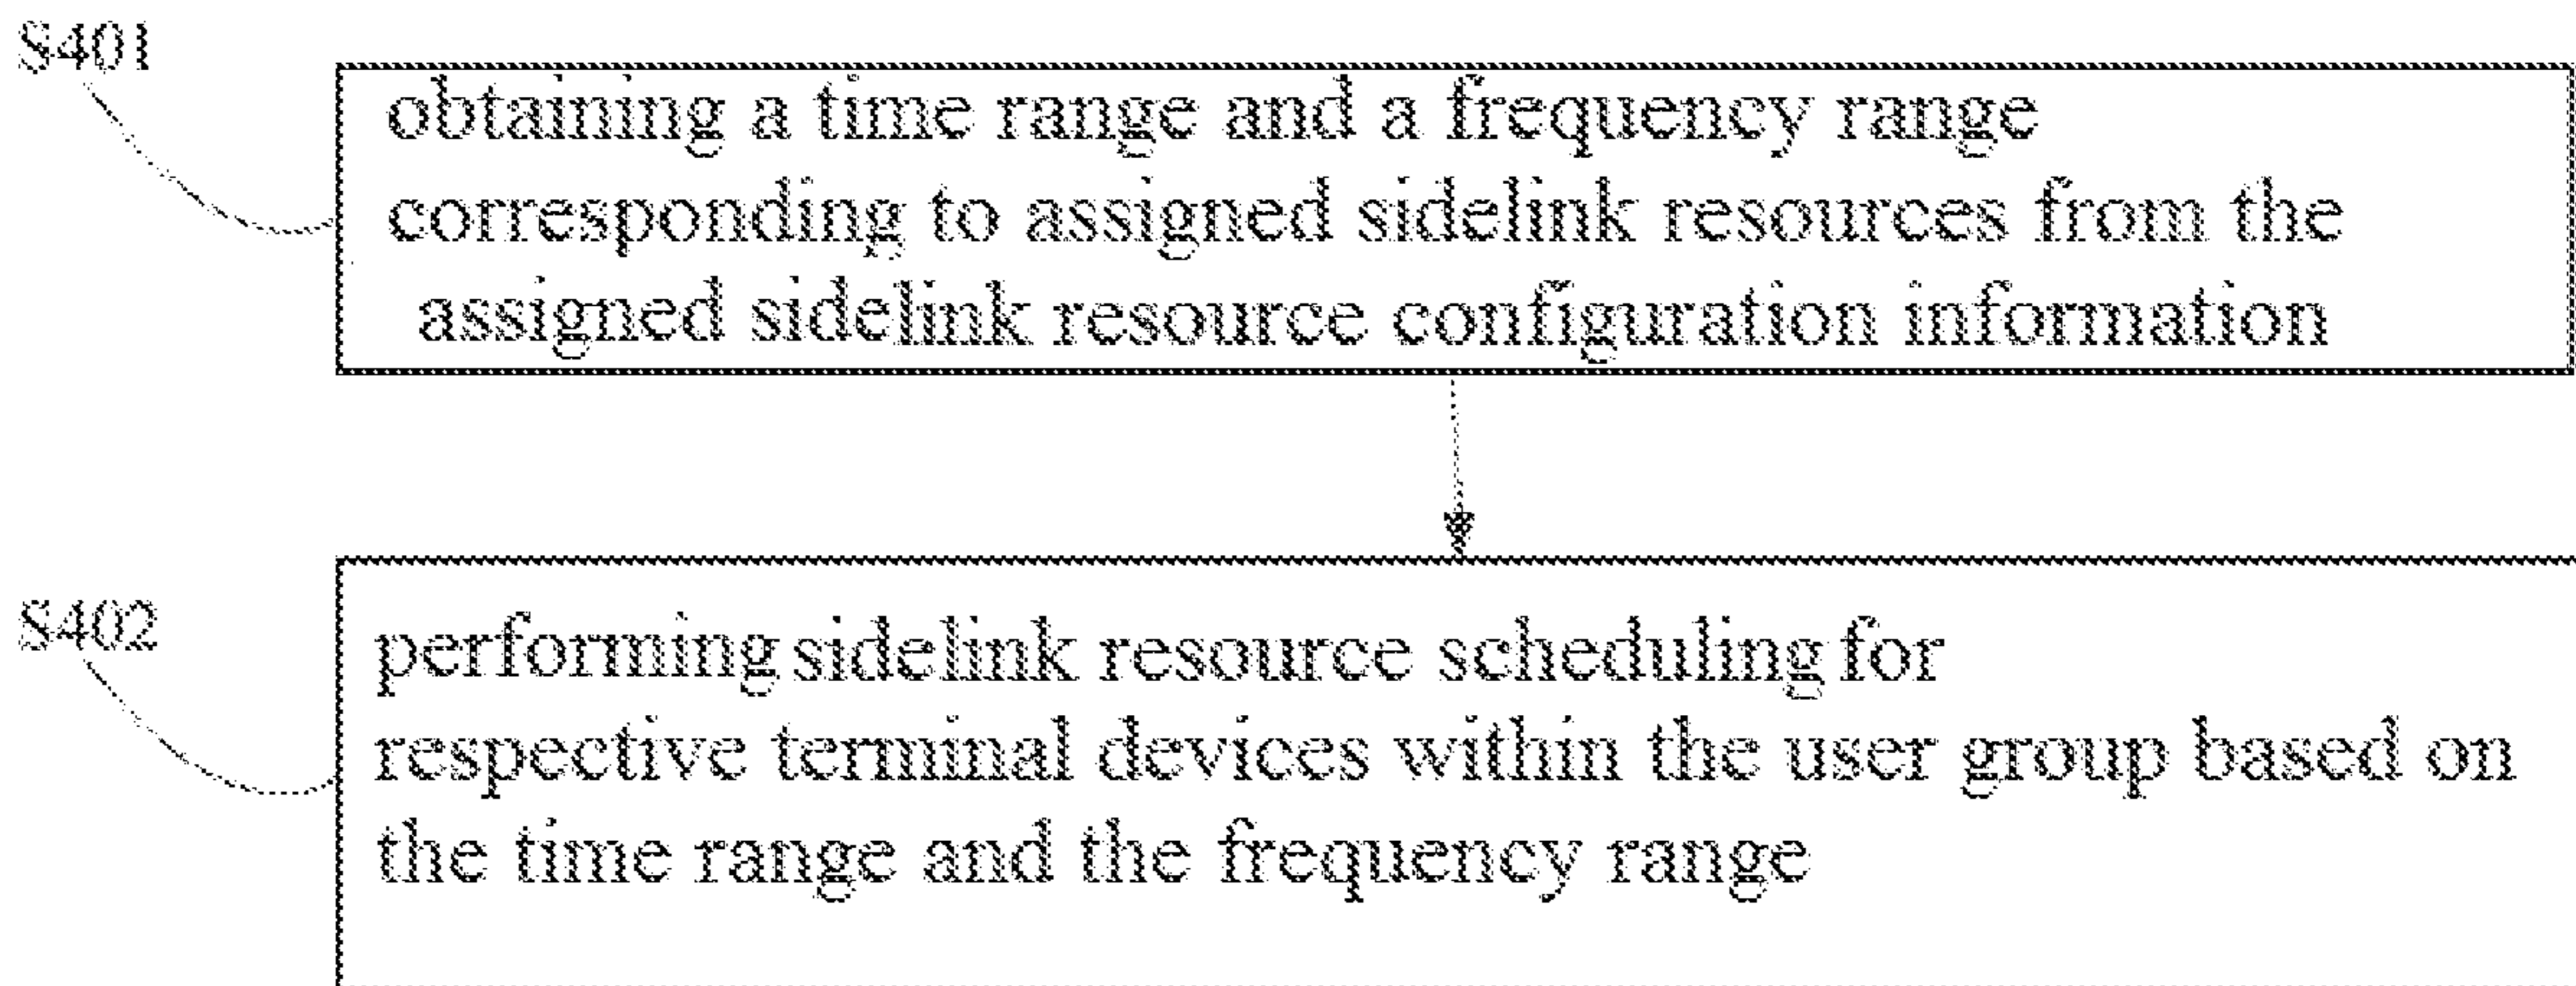 S401
obtaining a time range and a frequency range
corresponding to assigned sidelink resources from the
assigned sidelink resource configuration information
S402
performing sidelink resource scheduling for
respective terminal devices within the user group based on
the time range and the frequency range